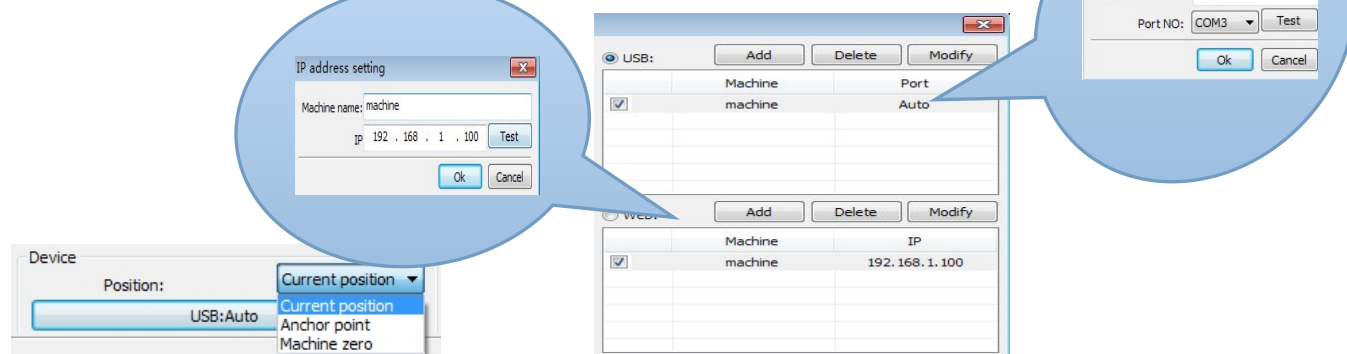 Port NO: COM3 Test
Ok Cancel
IP address setting
Machine name: machine
IP 192 . 168 . 1 . 100 Test
Ok Cancel
USB: Add Delete Modify
Machine Port
machine Auto
WEB: Add Delete Modify
Machine IP
machine 192.168.1.100
Device
Position: Current position
USB:Auto
Current position
Anchor point
Machine zero